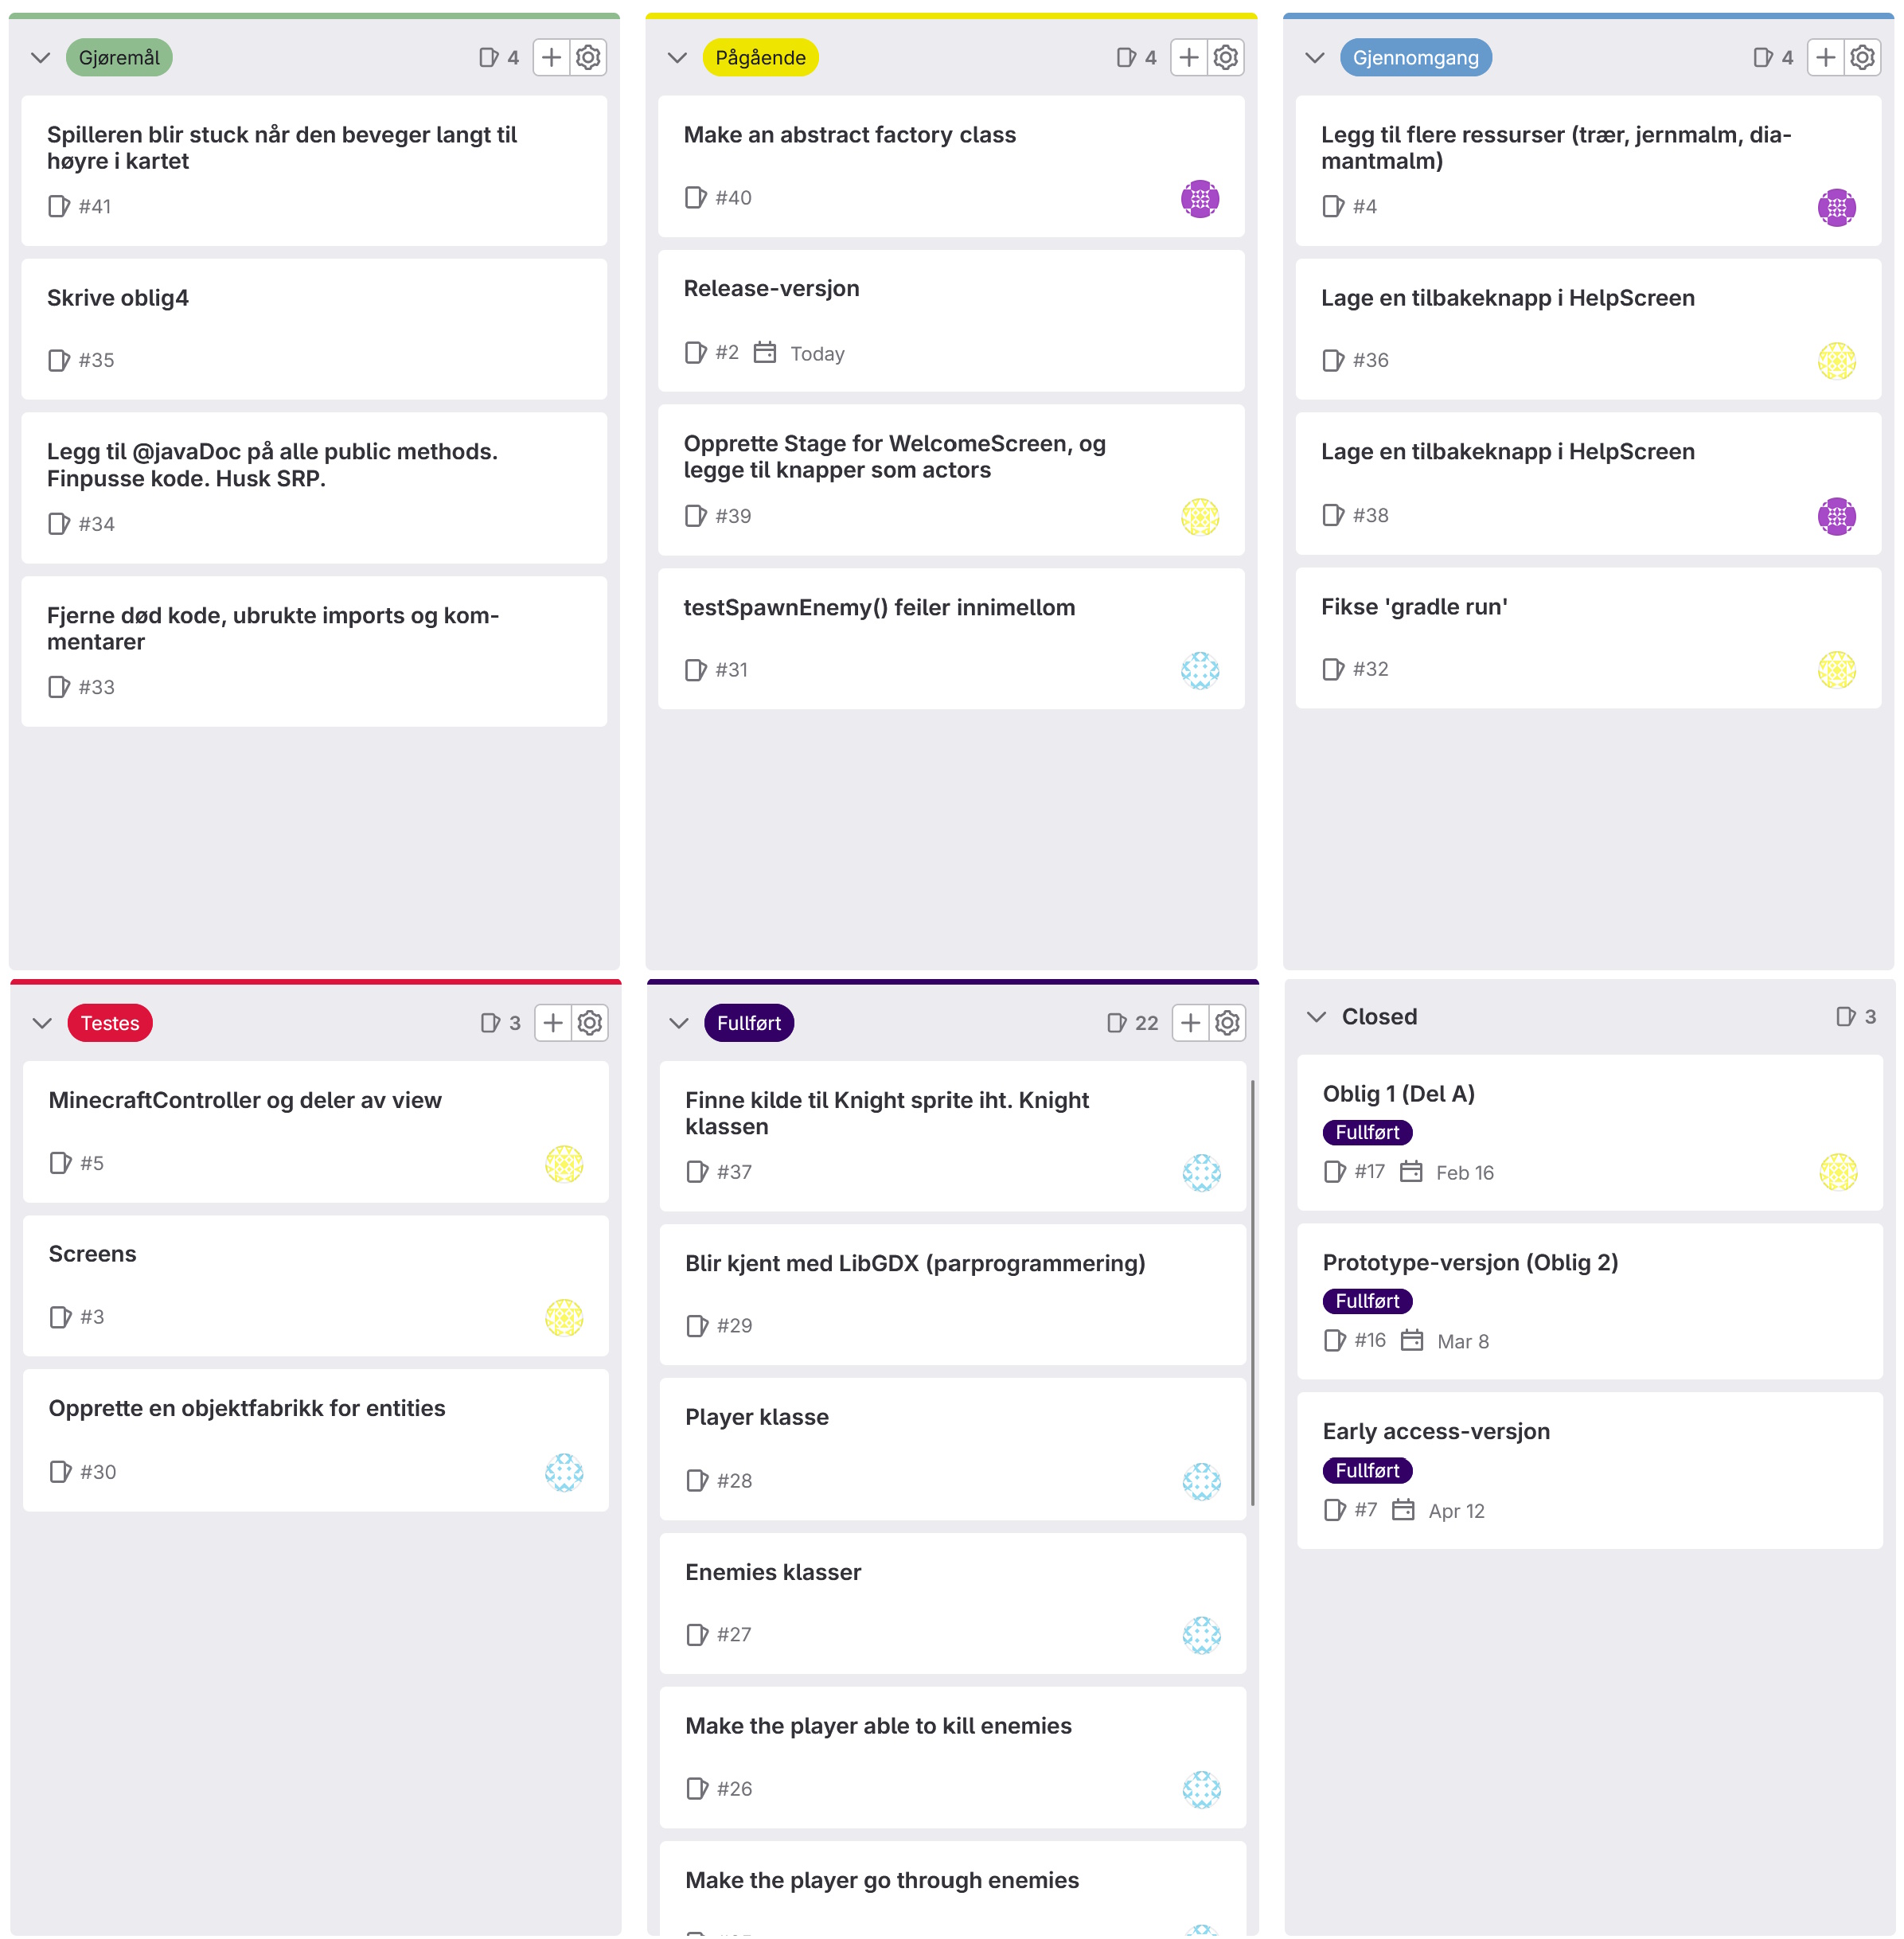 Gjøremål
4
Spilleren blir stuck når den beveger langt til
høyre i kartet
#41
Skrive oblig4
#35
Legg til @javaDoc på alle public methods.
Finpusse kode. Husk SRP.
#34
Fjerne død kode, ubrukte imports og kom-
mentarer
#33
Pågående
4
Make an abstract factory class
#40
Release-versjon
#2 Today
Opprette Stage for WelcomeScreen, og
legge til knapper som actors
#39
testSpawnEnemy() feiler innimellom
#31
Gjennomgang
4
Legg til flere ressurser (trær, jernmalm, dia-
mantmalm)
#4
Lage en tilbakeknapp i HelpScreen
#36
Lage en tilbakeknapp i HelpScreen
#38
Fikse 'gradle run'
#32
Testes
3
MinecraftController og deler av view
#5
Screens
#3
Opprette en objektfabrikk for entities
#30
Fullført
22
Finne kilde til Knight sprite iht. Knight
klassen
#37
Blir kjent med LibGDX (parprogrammering)
#29
Player klasse
#28
Enemies klasser
#27
Make the player able to kill enemies
#26
Make the player go through enemies
Closed
3
Oblig 1 (Del A)
Fullført
#17 Feb 16
Prototype-versjon (Oblig 2)
Fullført
#16 Mar 8
Early access-versjon
Fullført
#7 Apr 12